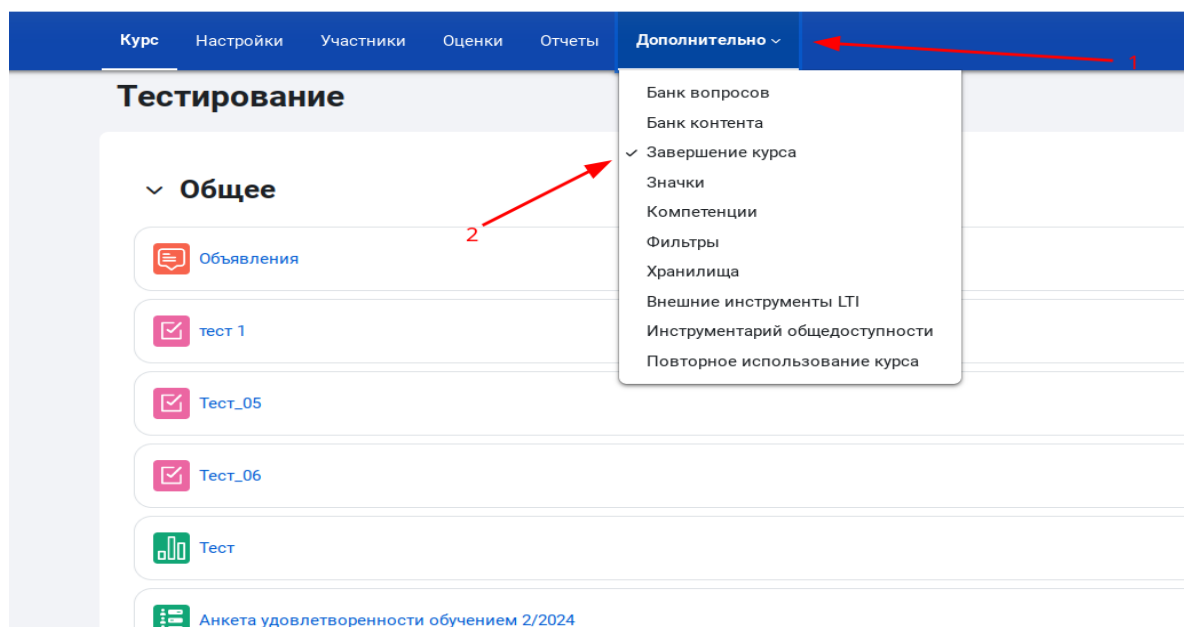 Курс Настройки Участники Оценки Отчеты Дополнительно
1
Тестирование
Банк вопросов
Банк контента
Завершение курса
Значки
Компетенции
Фильтры
Хранилища
Внешние инструменты LTI
Инструментарий общедоступности
Повторное использование курса
2
Общее
Объявления
тест 1
Тест_05
Тест_06
Тест
Анкета удовлетворенности обучением 2/2024